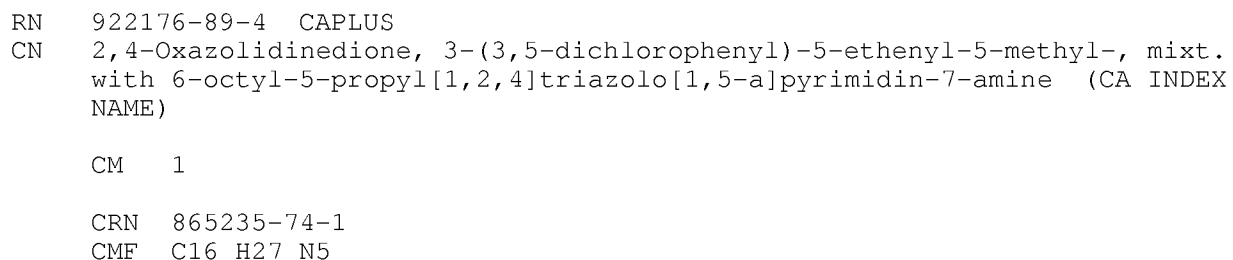 RN 922176-89-4 CAPLUS
CN 2,4-Oxazolidinedione, 3-(3,5-dichlorophenyl)-5-ethenyl-5-methyl-, mixt.
with 6-octyl-5-propyl[1,2,4]triazolo[1,5-a]pyrimidin-7-amine (CA INDEX
NAME)
CM 1
CRN 865235-74-1
CMF C16 H27 N5